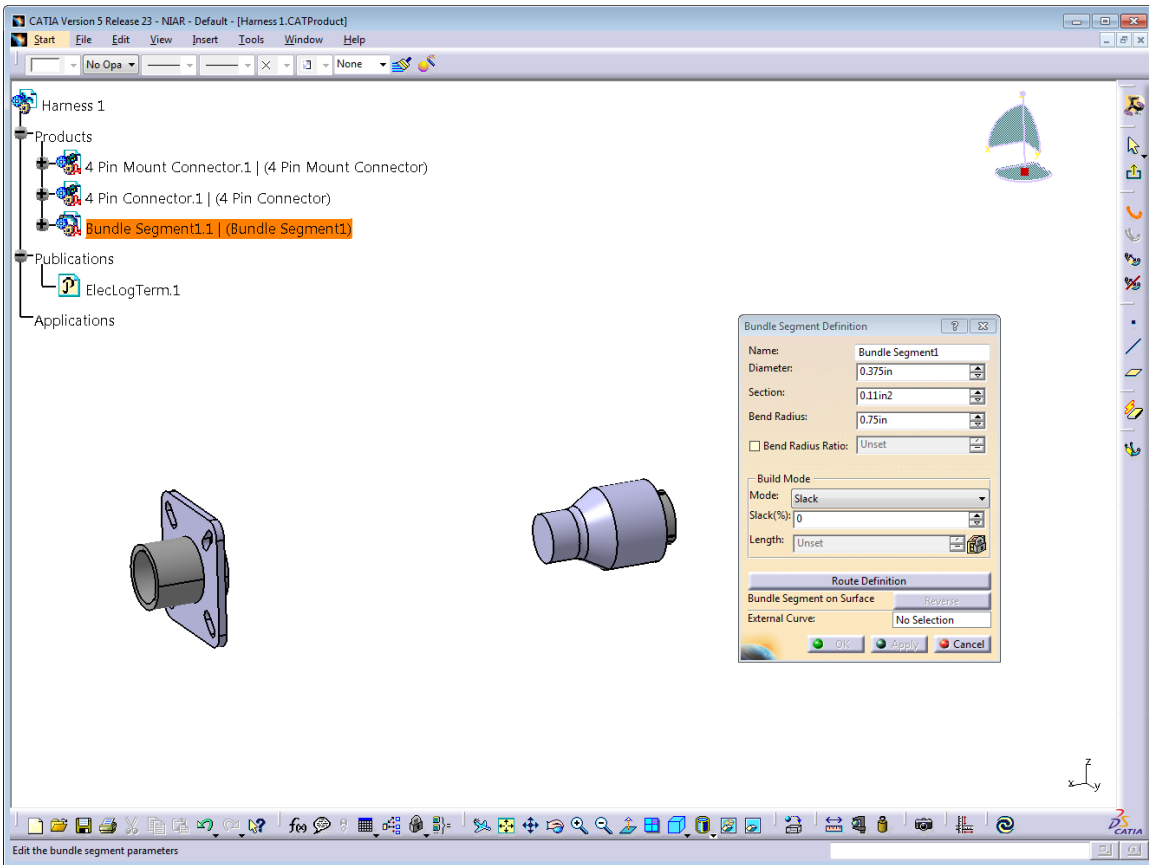 CATIA Version 5 Release 23 - NIAR - Default - [Harness 1.CATProduct]
Start File Edit View Insert Tools Window Help
No Opa None
Harness 1
Products
4 Pin Mount Connector.1 | (4 Pin Mount Connector)
4 Pin Connector.1 | (4 Pin Connector)
Bundle Segment1.1 | (Bundle Segment1)
Publications
ElecLogTerm.1
Applications
Bundle Segment Definition
Name: Bundle Segment1
Diameter: 0.375in
Section: 0.11in2
Bend Radius: 0.75in
Bend Radius Ratio: Unset
Build Mode
Mode: Slack
Slack(%): 0
Length: Unset
Route Definition
Bundle Segment on Surface Reverse
External Curve: No Selection
OK Apply Cancel
z
x y
f(x)
CATIA
Edit the bundle segment parameters